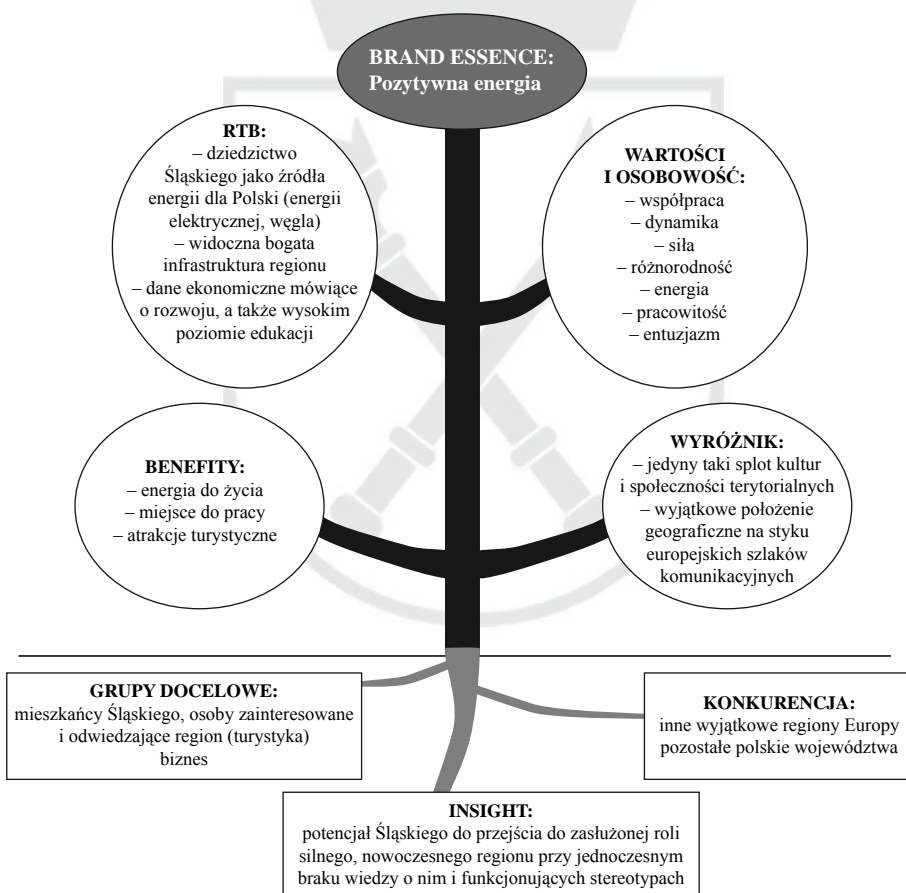 BRAND ESSENCE:
Pozytywna energia
RTB:
– dziedzictwo
Śląskiego jako źródła
energii dla Polski (energii
elektrycznej, węgla)
– widoczna bogata
infrastruktura regionu
– dane ekonomiczne mówiące
o rozwoju, a także wysokim
poziomie edukacji
WARTOŚCI
I OSOBOWOŚĆ:
– współpraca
– dynamika
– siła
– różnorodność
– energia
– pracowitość
– entuzjazm
BENEFITY:
– energia do życia
– miejsce do pracy
– atrakcje turystyczne
WYRÓŻNIK:
– jedyny taki splot kultur
i społeczności terytorialnych
– wyjątkowe położenie
geograficzne na styku
europejskich szlaków
komunikacyjnych
GRUPY DOCELOWE:
mieszkańcy Śląskiego, osoby zainteresowane
i odwiedzające region (turystyka)
biznes
KONKURENCJA:
inne wyjątkowe regiony Europy
pozostałe polskie województwa
INSIGHT:
potencjał Śląskiego do przejścia do zasłużonej roli
silnego, nowoczesnego regionu przy jednoczesnym
braku wiedzy o nim i funkcjonujących stereotypach